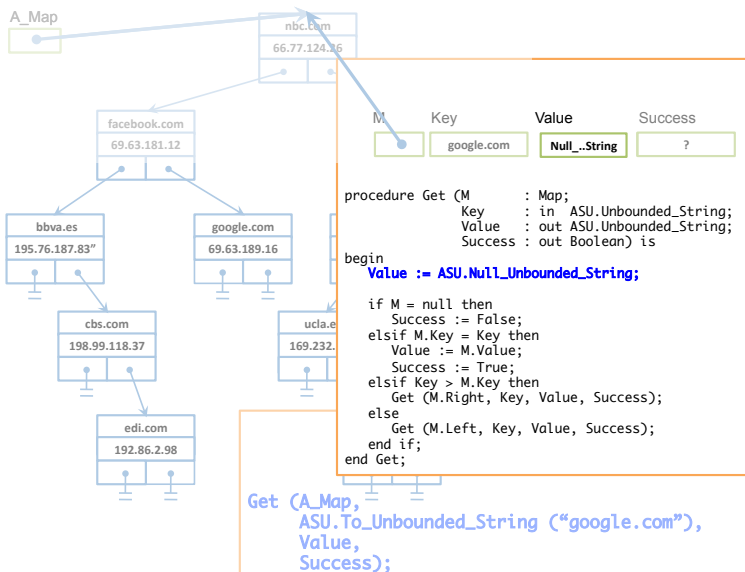 A_Map
nbc.com
66.77.124.26
facebook.com
69.63.181.12
bbva.es
195.76.187.83”
google.com
69.63.189.16
cbs.com
198.99.118.37
169.232.
edi.com
192.86.2.98
M Key Value Success
google.com Null_..String ?
procedure Get (M : Map;
Key : in ASU.Unbounded_String;
Value : out ASU.Unbounded_String;
Success : out Boolean) is
begin
Value := ASU.Null_Unbounded_String;
if M = null then
Success := False;
elsif M.Key = Key then
Value := M.Value;
Success := True;
elsif Key > M.Key then
Get (M.Right, Key, Value, Success);
else
Get (M.Left, Key, Value, Success);
end if;
end Get;
Get (A_Map,
ASU.To_Unbounded_String (“google.com”),
Value,
Success);